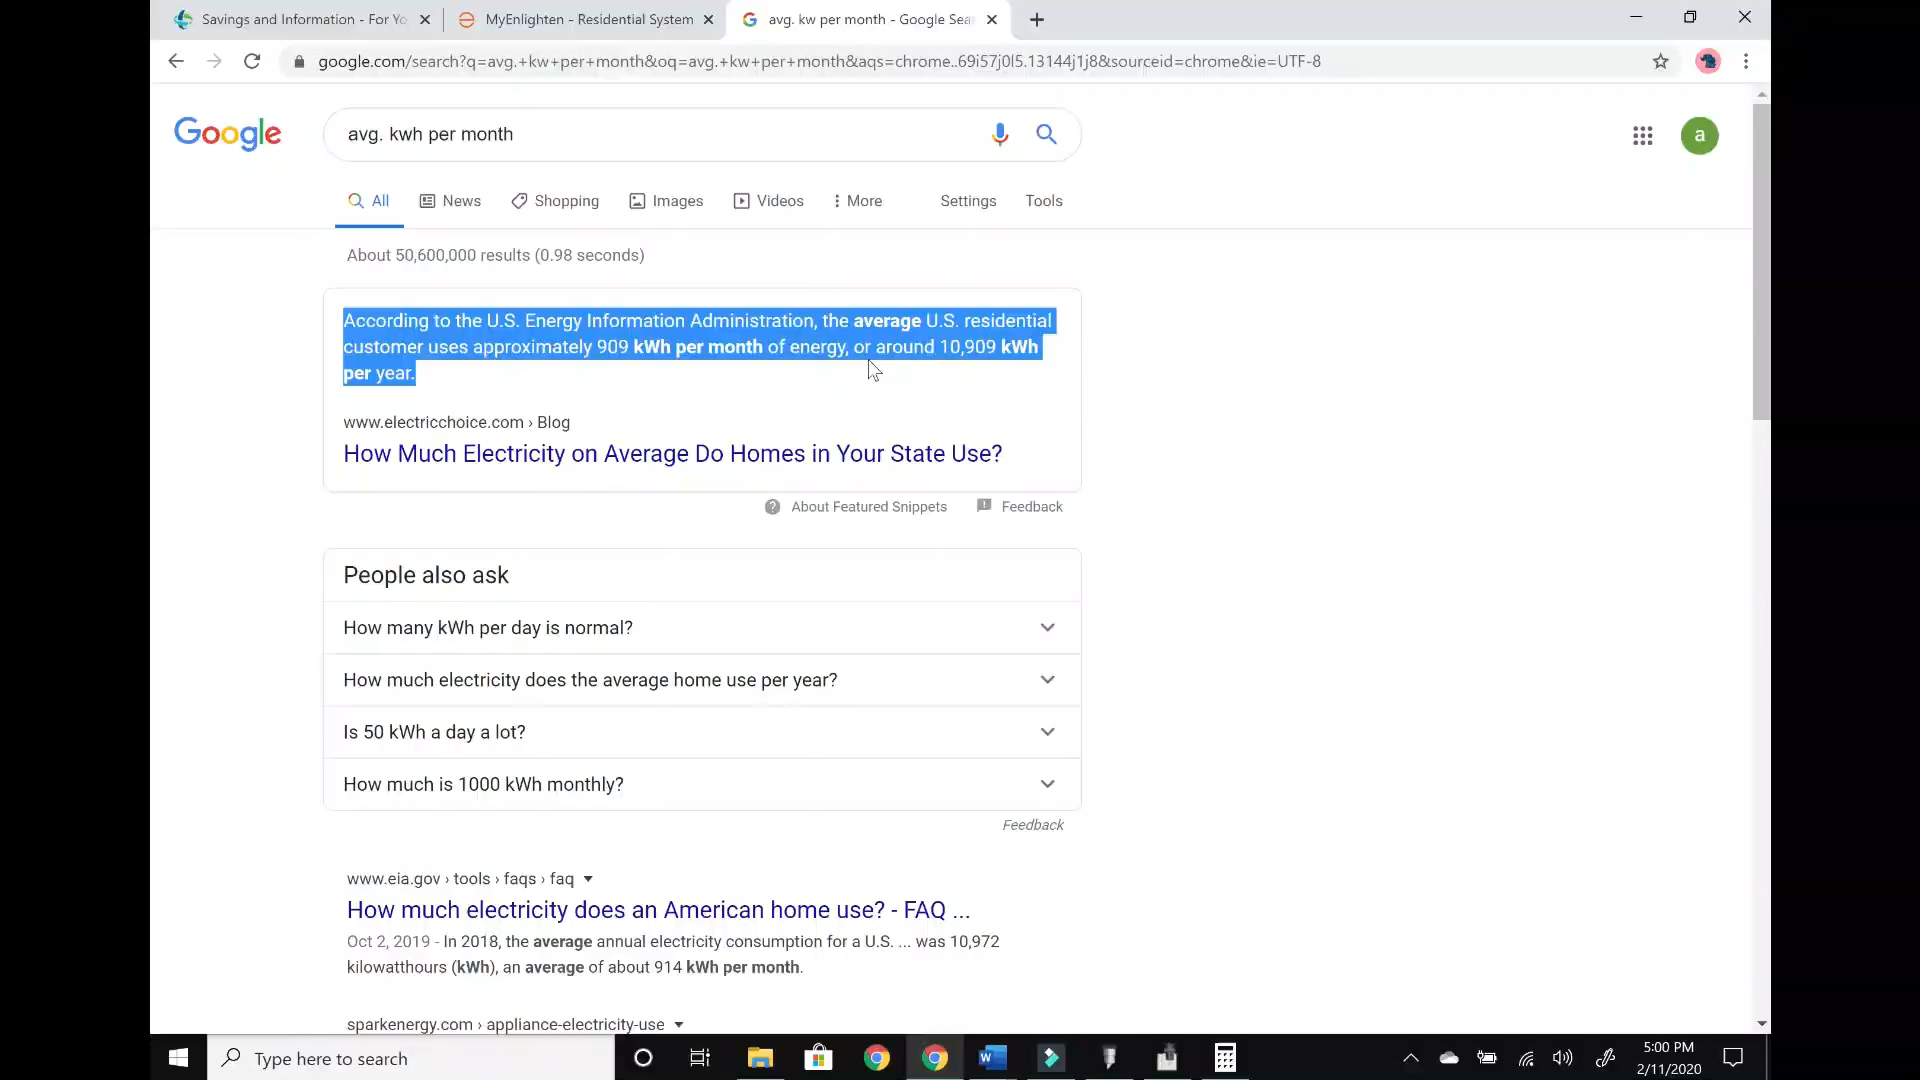 Savings and Information - For Yo
MyEnlighten - Residential System
avg. kw per month - Google Sea
google.com/search?q=avg.+kw+per+month&oq=avg.+kw+per+month&aqs=chrome..69i57j0l5.13144j1j8&sourceid=chrome&ie=UTF-8
Google
avg. kwh per month
a
All News Shopping Images Videos More Settings Tools
About 50,600,000 results (0.98 seconds)
According to the U.S. Energy Information Administration, the average U.S. residential
customer uses approximately 909 kWh per month of energy, or around 10,909 kWh
per year.
www.electricchoice.com › Blog
How Much Electricity on Average Do Homes in Your State Use?
About Featured Snippets Feedback
People also ask
How many kWh per day is normal?
How much electricity does the average home use per year?
Is 50 kWh a day a lot?
How much is 1000 kWh monthly?
Feedback
www.eia.gov › tools › faqs › faq
How much electricity does an American home use? - FAQ ...
Oct 2, 2019 - In 2018, the average annual electricity consumption for a U.S. ... was 10,972
kilowatthours (kWh), an average of about 914 kWh per month.
sparkenergy.com › appliance-electricity-use
Type here to search
5:00 PM
2/11/2020